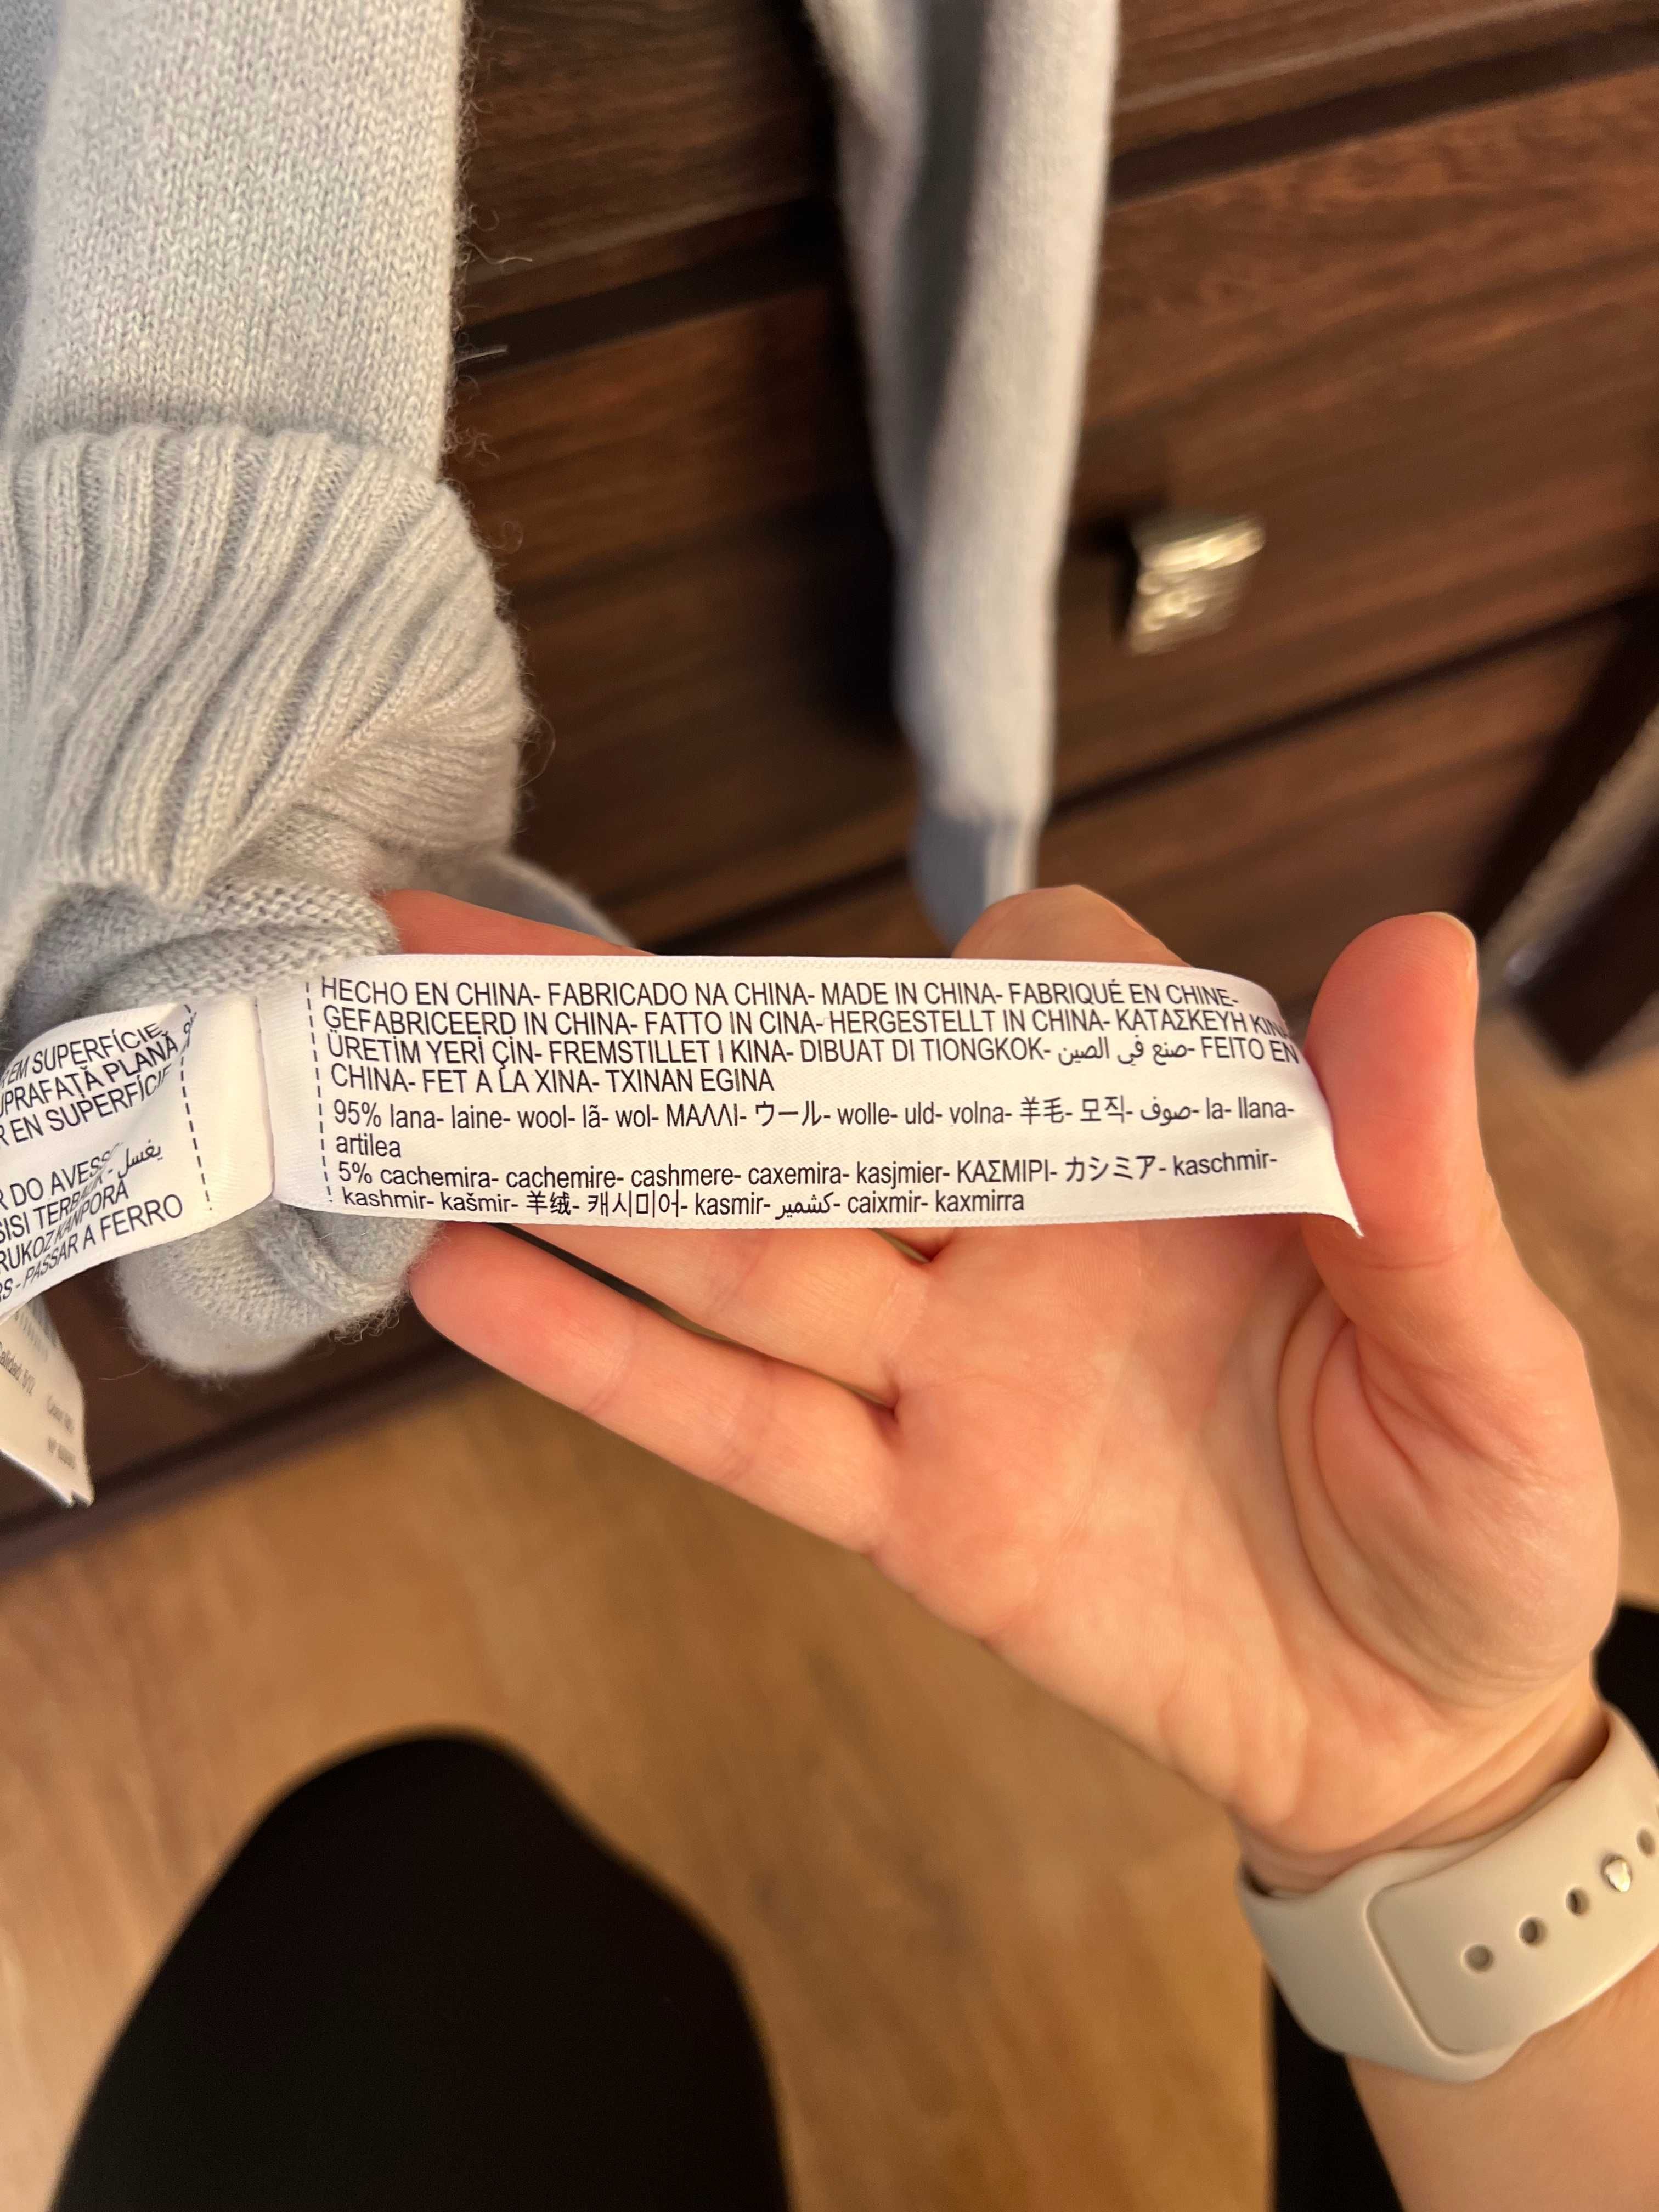 HECHO EN CHINA- FABRICADO NA CHINA- MADE IN CHINA- FABRIQUÉ EN CHINE-
GEFABRICEERD IN CHINA- FATTO IN CINA- HERGESTELLT IN CHINA- ΚΑΤΑΣΚΕΥΗ ΚΙΝΑ-
ÜRETİM YERİ ÇİN- FREMSTILLET I KINA- DIBUAT DI TIONGKOK- صنع في الصين- FEITO EN
CHINA- FET A LA XINA- TXINAN EGINA
95% lana- laine- wool- lã- wol- ΜΑΛΛΙ- ウール- wolle- uld- volna- 羊毛- 모직- صوف- la- llana-
artilea
5% cachemira- cachemire- cashmere- caxemira- kasjmier- ΚΑΣΜΙΡΙ- カシミア- kaschmir-
kashmir- kašmir- 羊绒- 캐시미어- kasmir- كشمير- caixmir- kaxmirra
EM SUPERFÍCIE
SUPRAFAȚĂ PLANĂ
EN SUPERFÍCIE
DO AVESSO
يغسل
KANPORA
PASSAR A FERRO